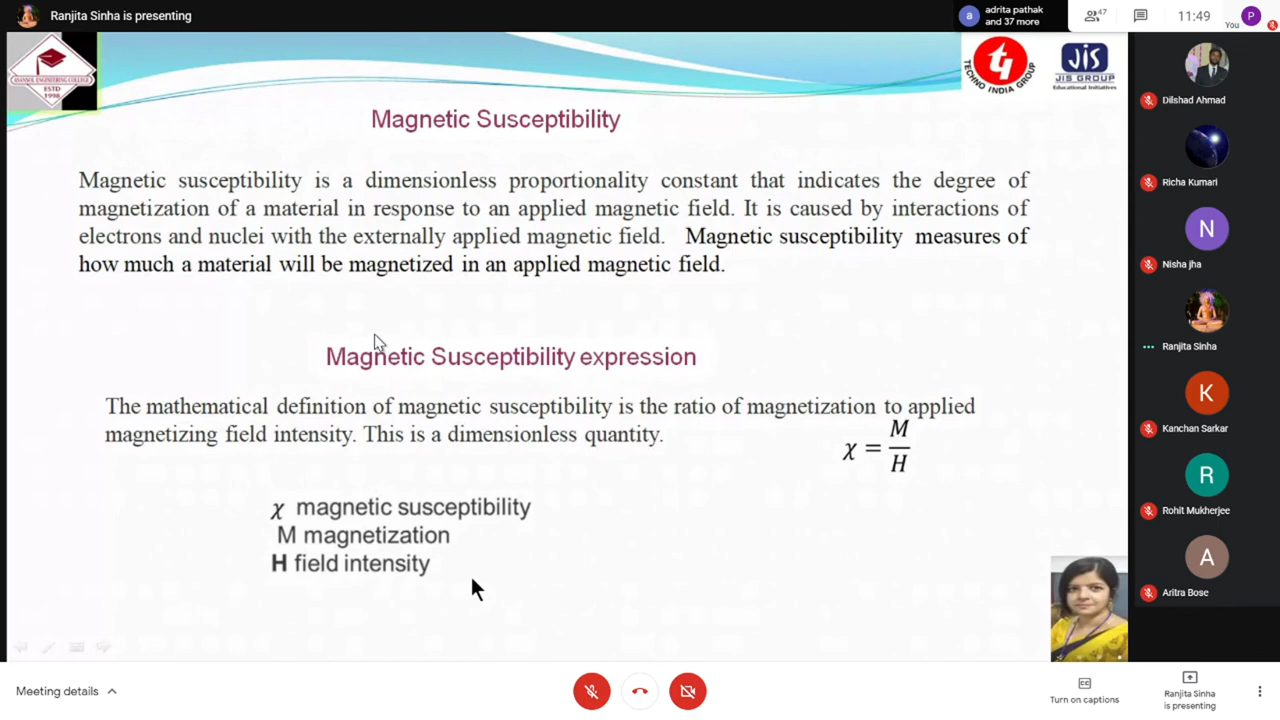 Ranjita Sinha is presenting
a
adrita pathak
and 37 more
47
11:49
You
P
ASANSOL ENGINEERING COLLEGE
ESTD
1998
TECHNO INDIA GROUP
JIS
JIS GROUP
Educational Initiatives
Magnetic Susceptibility
Magnetic susceptibility is a dimensionless proportionality constant that indicates the degree of
magnetization of a material in response to an applied magnetic field. It is caused by interactions of
electrons and nuclei with the externally applied magnetic field. Magnetic susceptibility measures of
how much a material will be magnetized in an applied magnetic field.
Magnetic Susceptibility expression
The mathematical definition of magnetic susceptibility is the ratio of magnetization to applied
magnetizing field intensity. This is a dimensionless quantity.
χ = M/H
χ magnetic susceptibility
M magnetization
H field intensity
Dilshad Ahmad
Richa Kumari
N
Nisha jha
Ranjita Sinha
K
Kanchan Sarkar
R
Rohit Mukherjee
A
Aritra Bose
Meeting details
CC
Turn on captions
Ranjita Sinha
is presenting